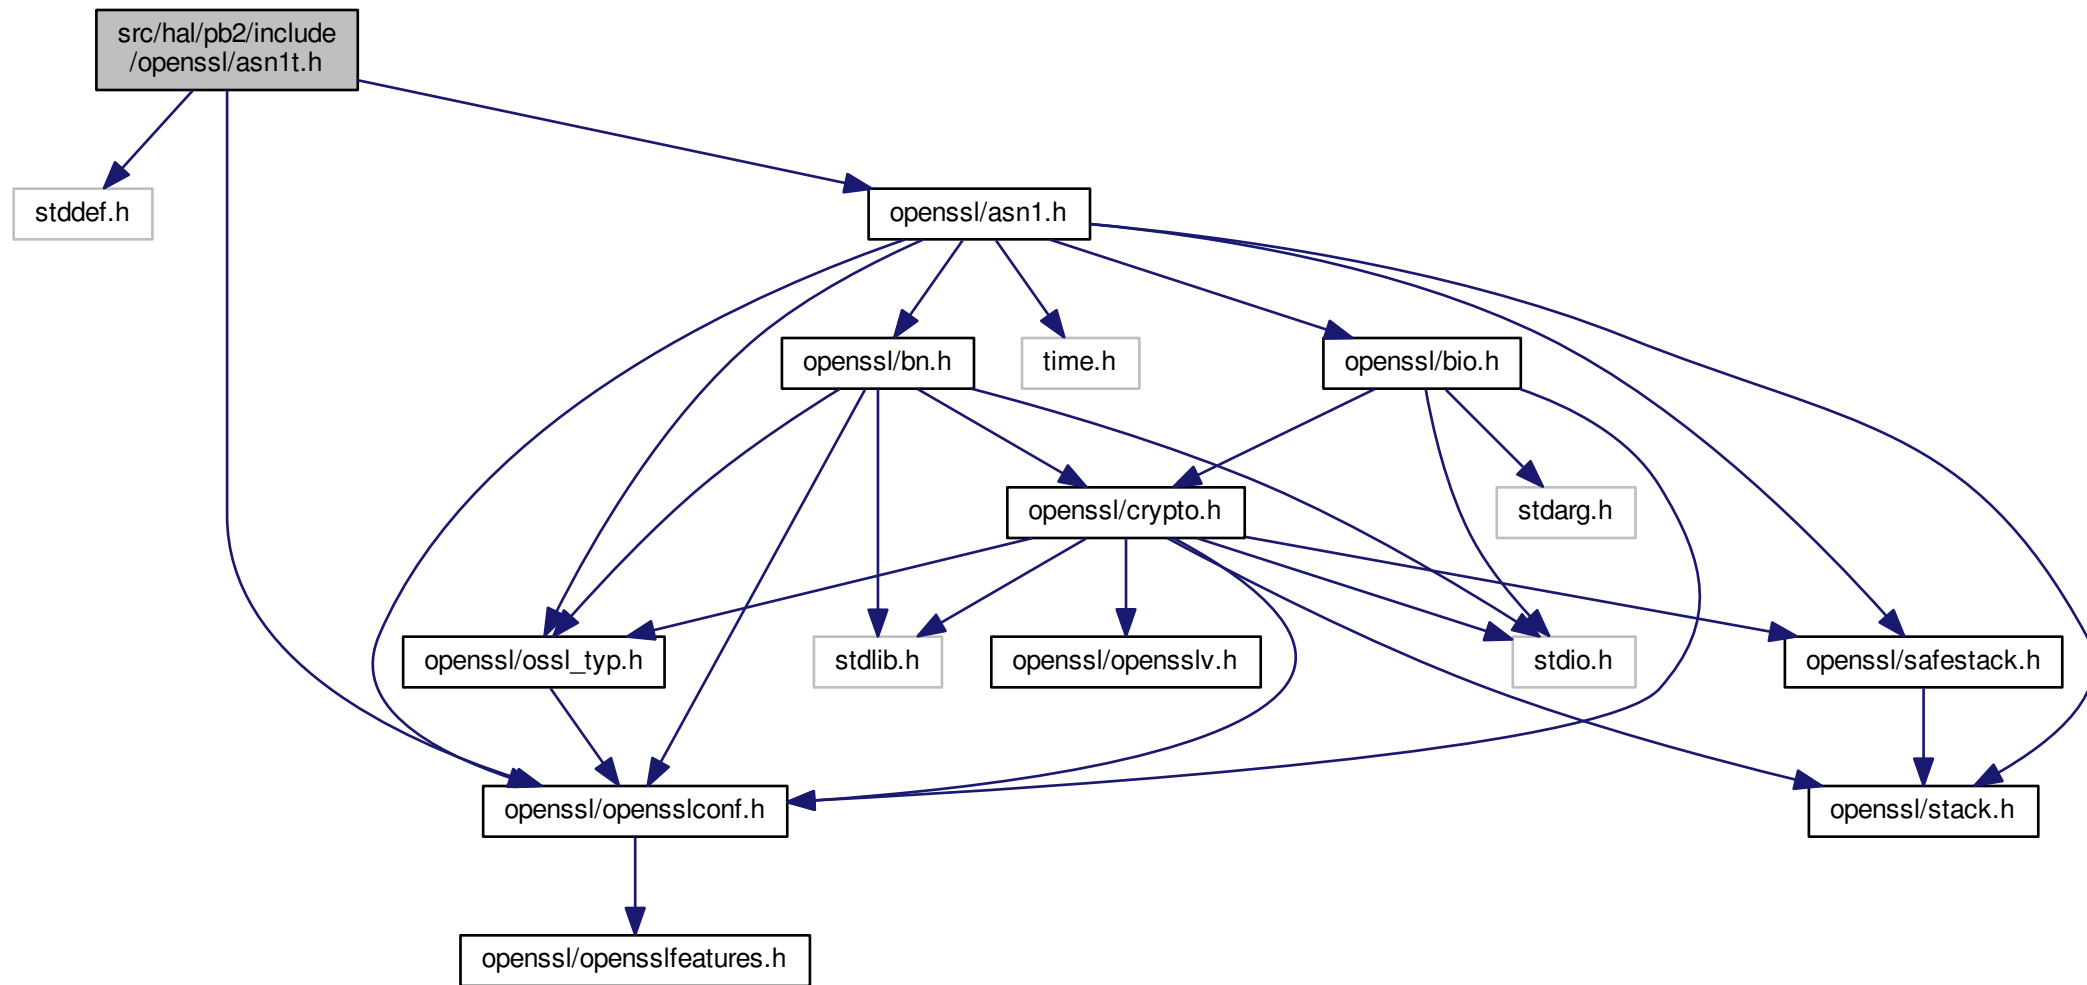 src/hal/pb2/include
/openssl/asn1t.h
stddef.h
openssl/asn1.h
openssl/bn.h
time.h
openssl/bio.h
openssl/crypto.h
stdarg.h
openssl/ossl_typ.h
stdlib.h
openssl/opensslv.h
stdio.h
openssl/safestack.h
openssl/opensslconf.h
openssl/stack.h
openssl/opensslfeatures.h